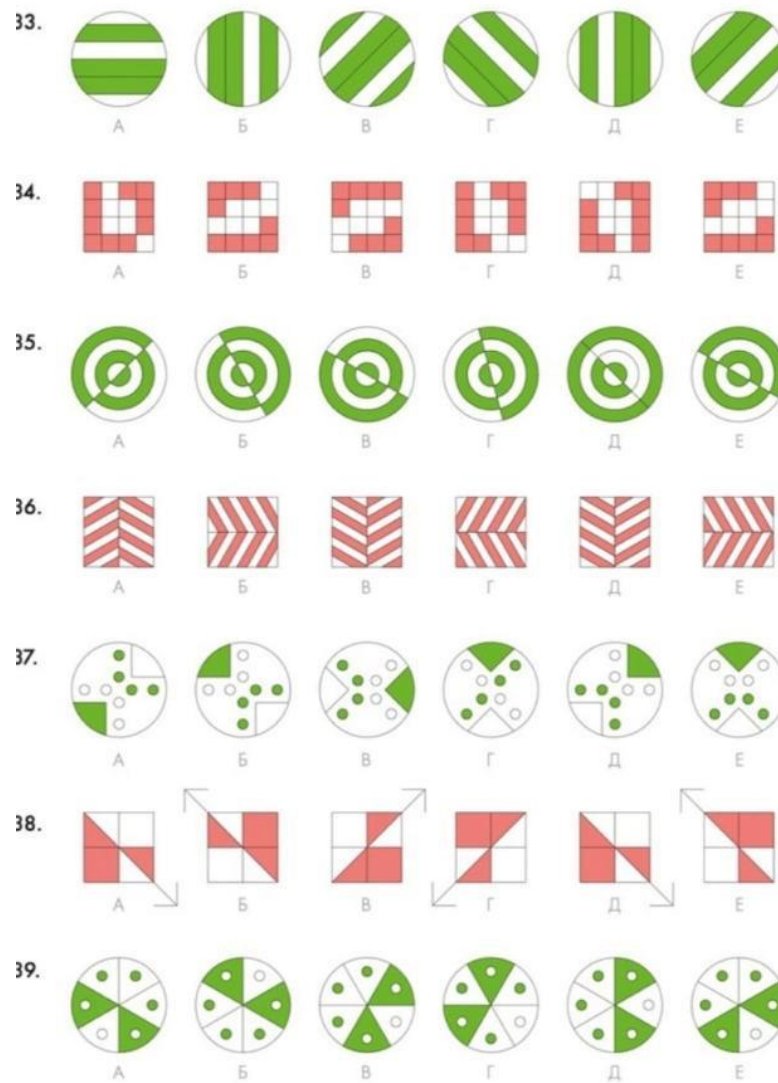 33.
А Б В Г Д Е
34.
А Б В Г Д Е
35.
А Б В Г Д Е
36.
А Б В Г Д Е
37.
А Б В Г Д Е
38.
А Б В Г Д Е
39.
А Б В Г Д Е